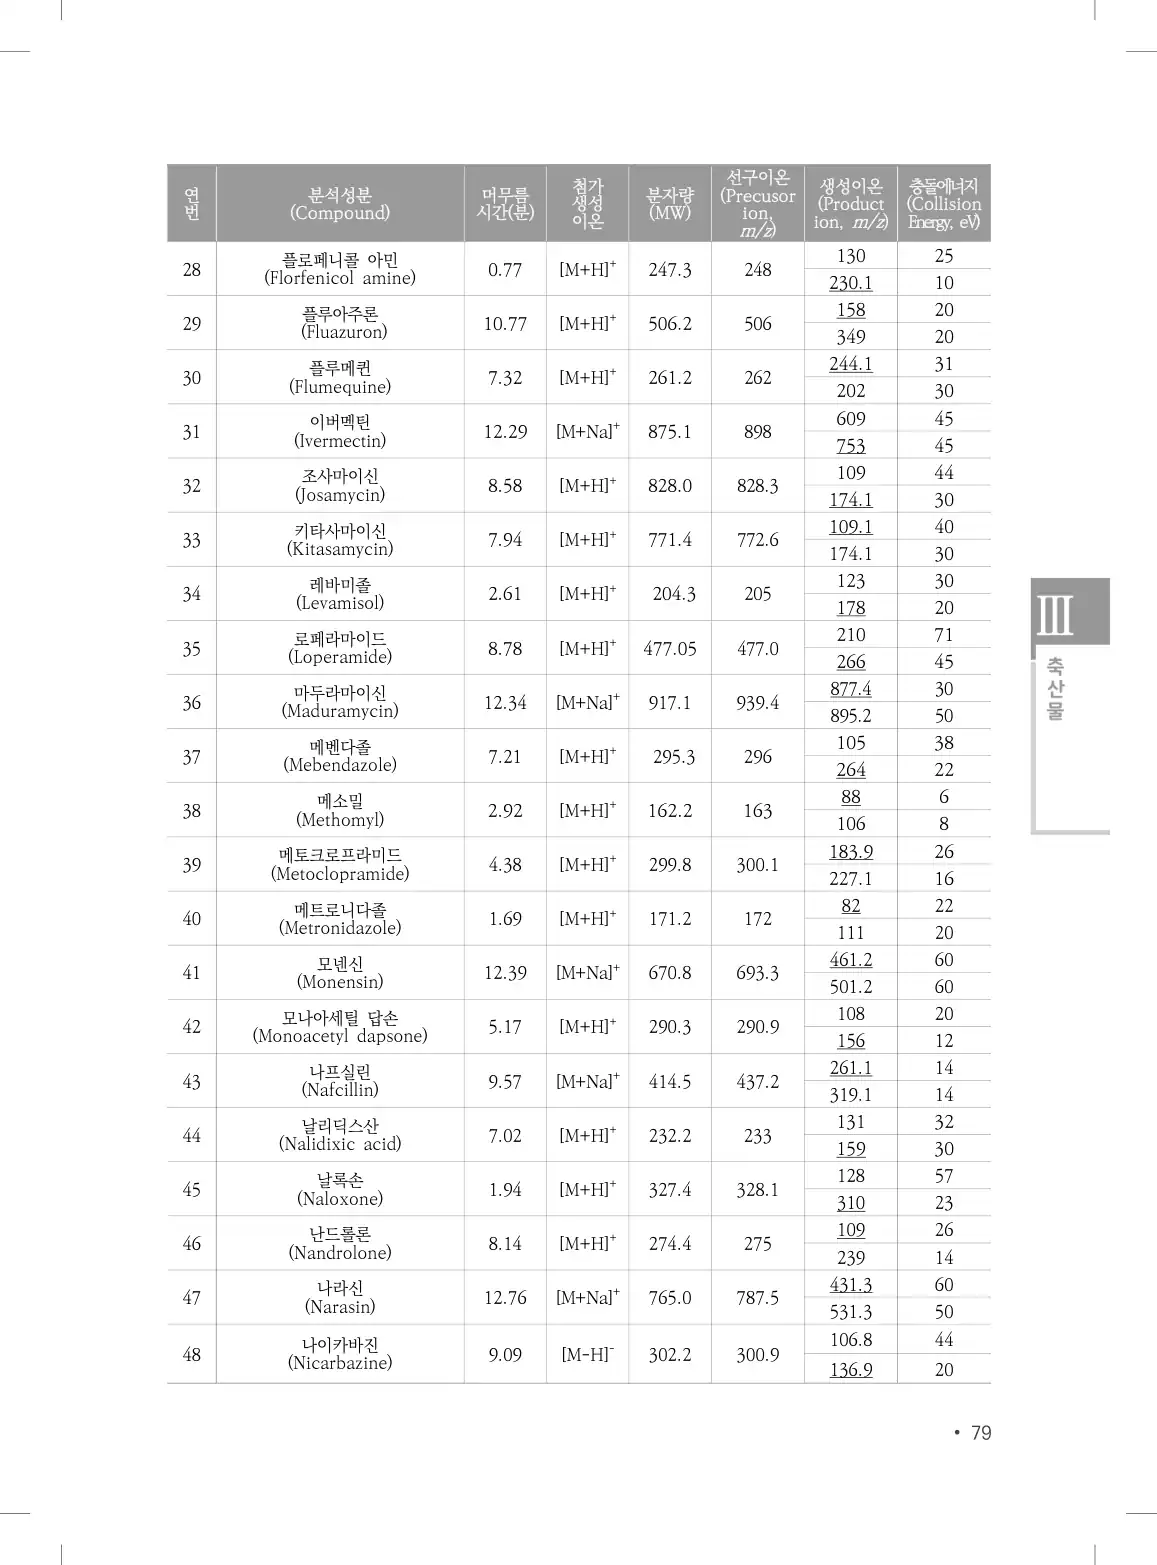 연번 분석성분 (Compound) 머무름 시간(분) 첨가 생성 이온 분자량 (MW) 선구이온 (Precusor ion, m/z) 생성이온 (Product ion, m/z) 충돌에너지 (Collision Energy, eV)
28 플로페니콜 아민 (Florfenicol amine) 0.77 [M+H]+ 247.3 248 130 25
230.1 10
29 플루아주론 (Fluazuron) 10.77 [M+H]+ 506.2 506 158 20
349 20
30 플루메퀸 (Flumequine) 7.32 [M+H]+ 261.2 262 244.1 31
202 30
31 이버멕틴 (Ivermectin) 12.29 [M+Na]+ 875.1 898 609 45
753 45
32 조사마이신 (Josamycin) 8.58 [M+H]+ 828.0 828.3 109 44
174.1 30
33 키타사마이신 (Kitasamycin) 7.94 [M+H]+ 771.4 772.6 109.1 40
174.1 30
34 레바미졸 (Levamisol) 2.61 [M+H]+ 204.3 205 123 30
178 20
35 로페라마이드 (Loperamide) 8.78 [M+H]+ 477.05 477.0 210 71
266 45
36 마두라마이신 (Maduramycin) 12.34 [M+Na]+ 917.1 939.4 877.4 30
895.2 50
37 메벤다졸 (Mebendazole) 7.21 [M+H]+ 295.3 296 105 38
264 22
38 메소밀 (Methomyl) 2.92 [M+H]+ 162.2 163 88 6
106 8
39 메토크로프라미드 (Metoclopramide) 4.38 [M+H]+ 299.8 300.1 183.9 26
227.1 16
40 메트로니다졸 (Metronidazole) 1.69 [M+H]+ 171.2 172 82 22
111 20
41 모넨신 (Monensin) 12.39 [M+Na]+ 670.8 693.3 461.2 60
501.2 60
42 모나아세틸 답손 (Monoacetyl dapsone) 5.17 [M+H]+ 290.3 290.9 108 20
156 12
43 나프실린 (Nafcillin) 9.57 [M+Na]+ 414.5 437.2 261.1 14
319.1 14
44 날리딕스산 (Nalidixic acid) 7.02 [M+H]+ 232.2 233 131 32
159 30
45 날록손 (Naloxone) 1.94 [M+H]+ 327.4 328.1 128 57
310 23
46 난드롤론 (Nandrolone) 8.14 [M+H]+ 274.4 275 109 26
239 14
47 나라신 (Narasin) 12.76 [M+Na]+ 765.0 787.5 431.3 60
531.3 50
48 나이카바진 (Nicarbazine) 9.09 [M-H]- 302.2 300.9 106.8 44
136.9 20
Ⅲ
축산물
• 79